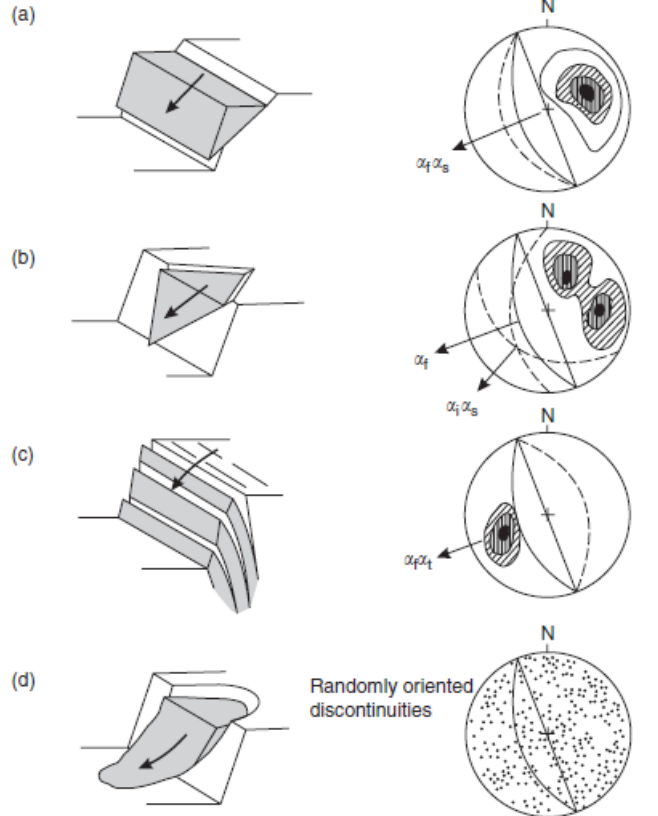 (a)
N
αfαs
(b)
N
αf
αiαs
(c)
N
αfαt
(d)
Randomly oriented
discontinuities
N